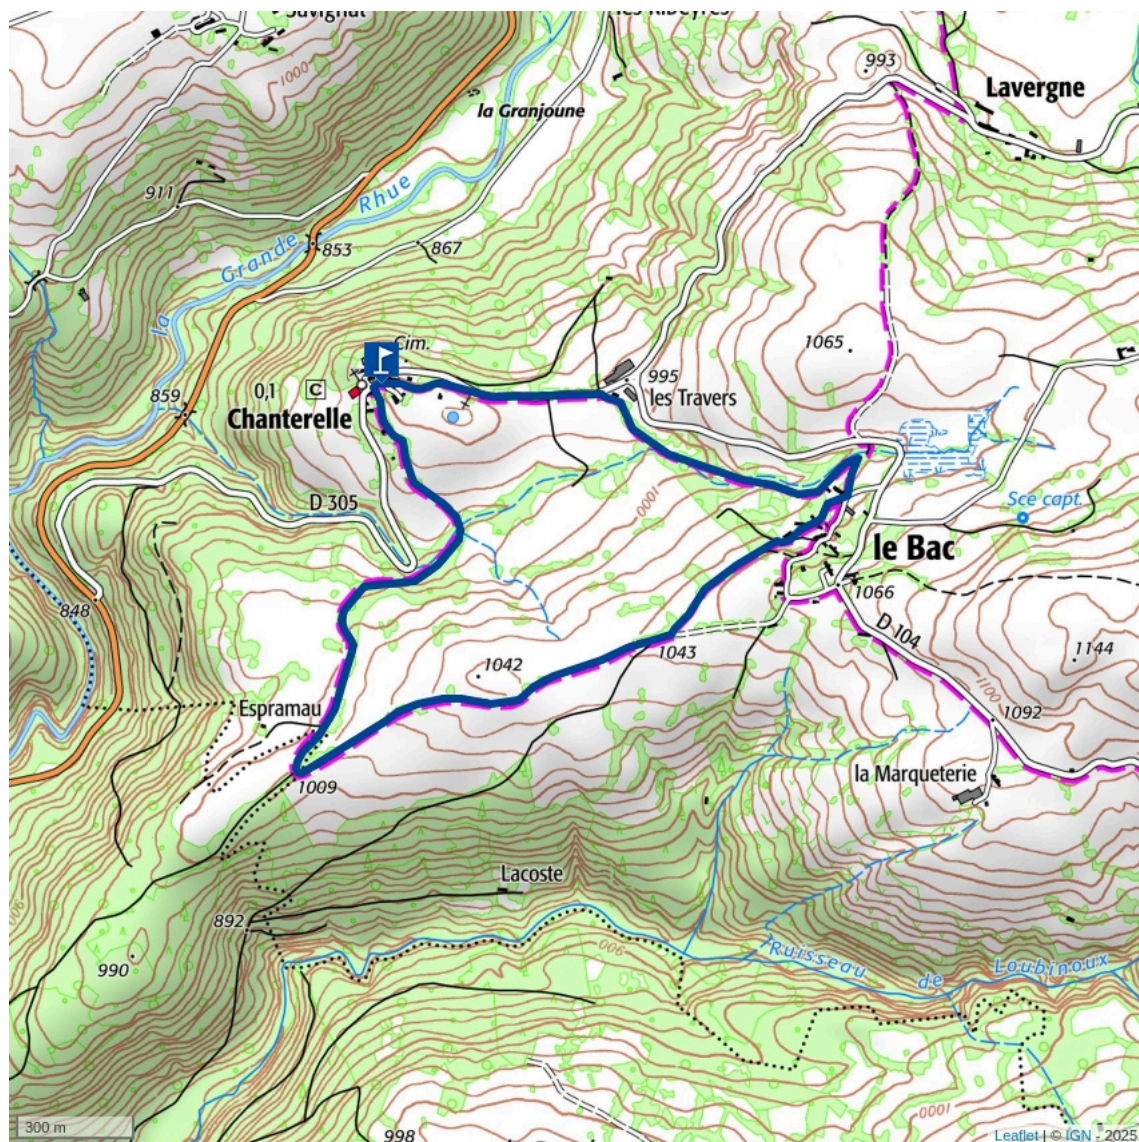 Savignat
les Ribeyres
1000
993
Lavergne
la Granjoune
911
la Grande Rhue
853
867
Cim.
1065
859
0,1
C
Chanterelle
995
les Travers
D 305
1000
Sce capt.
le Bac
848
1066
D 104
1042
1043
1144
1100
Espramau
1092
1009
la Marqueterie
Lacoste
900
892
900
990
Ruisseau de Loubinoux
1000
998
300 m
Leaflet | © IGN - 2025